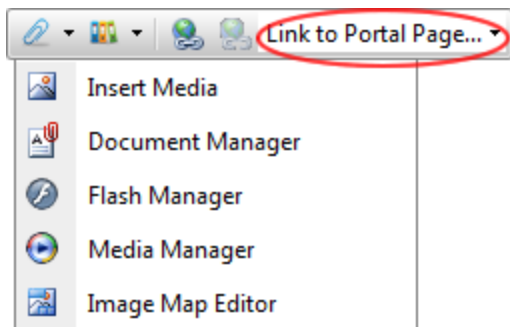 Link to Portal Page...
Insert Media
Document Manager
Flash Manager
Media Manager
Image Map Editor